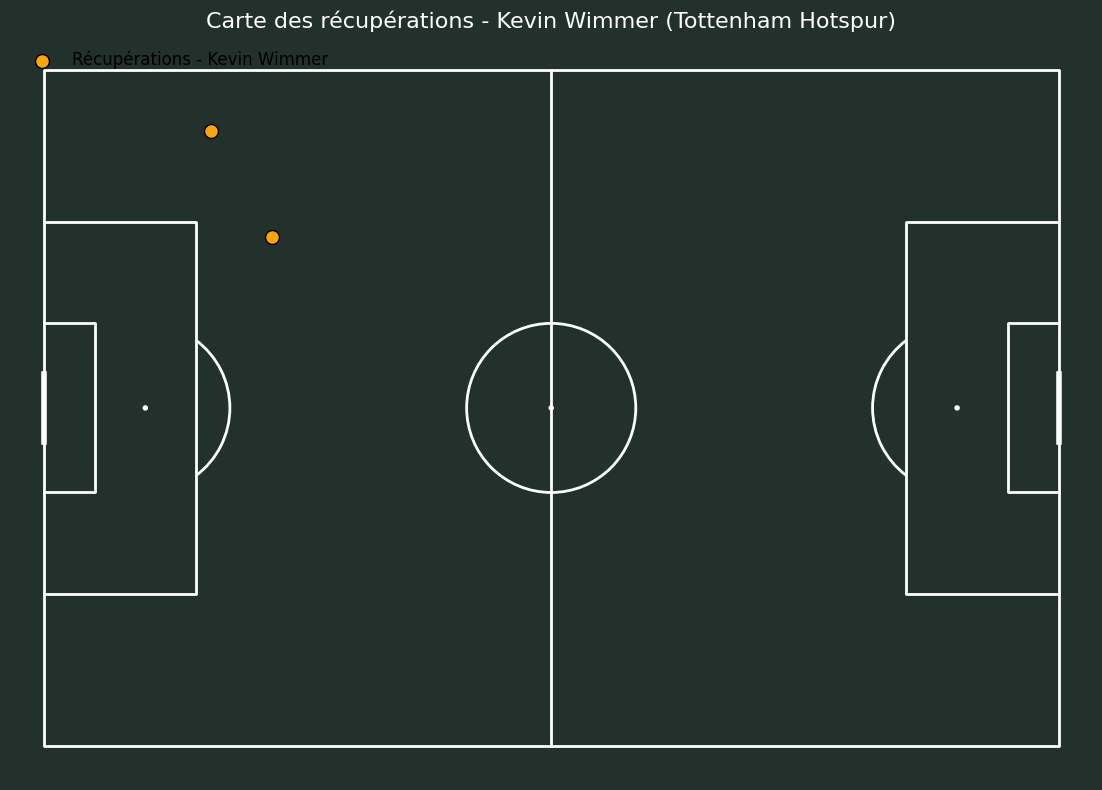 Carte des récupérations - Kevin Wimmer (Tottenham Hotspur)
Récupérations - Kevin Wimmer